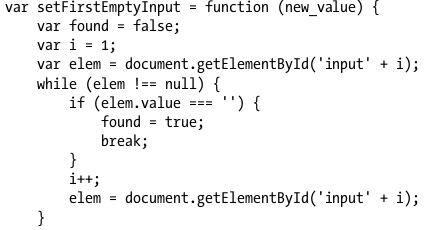 var setFirstEmptyInput = function (new_value) {
    var found = false;
    var i = 1;
    var elem = document.getElementById('input' + i);
    while (elem !== null) {
        if (elem.value === '') {
            found = true;
            break;
        }
        i++;
        elem = document.getElementById('input' + i);
    }